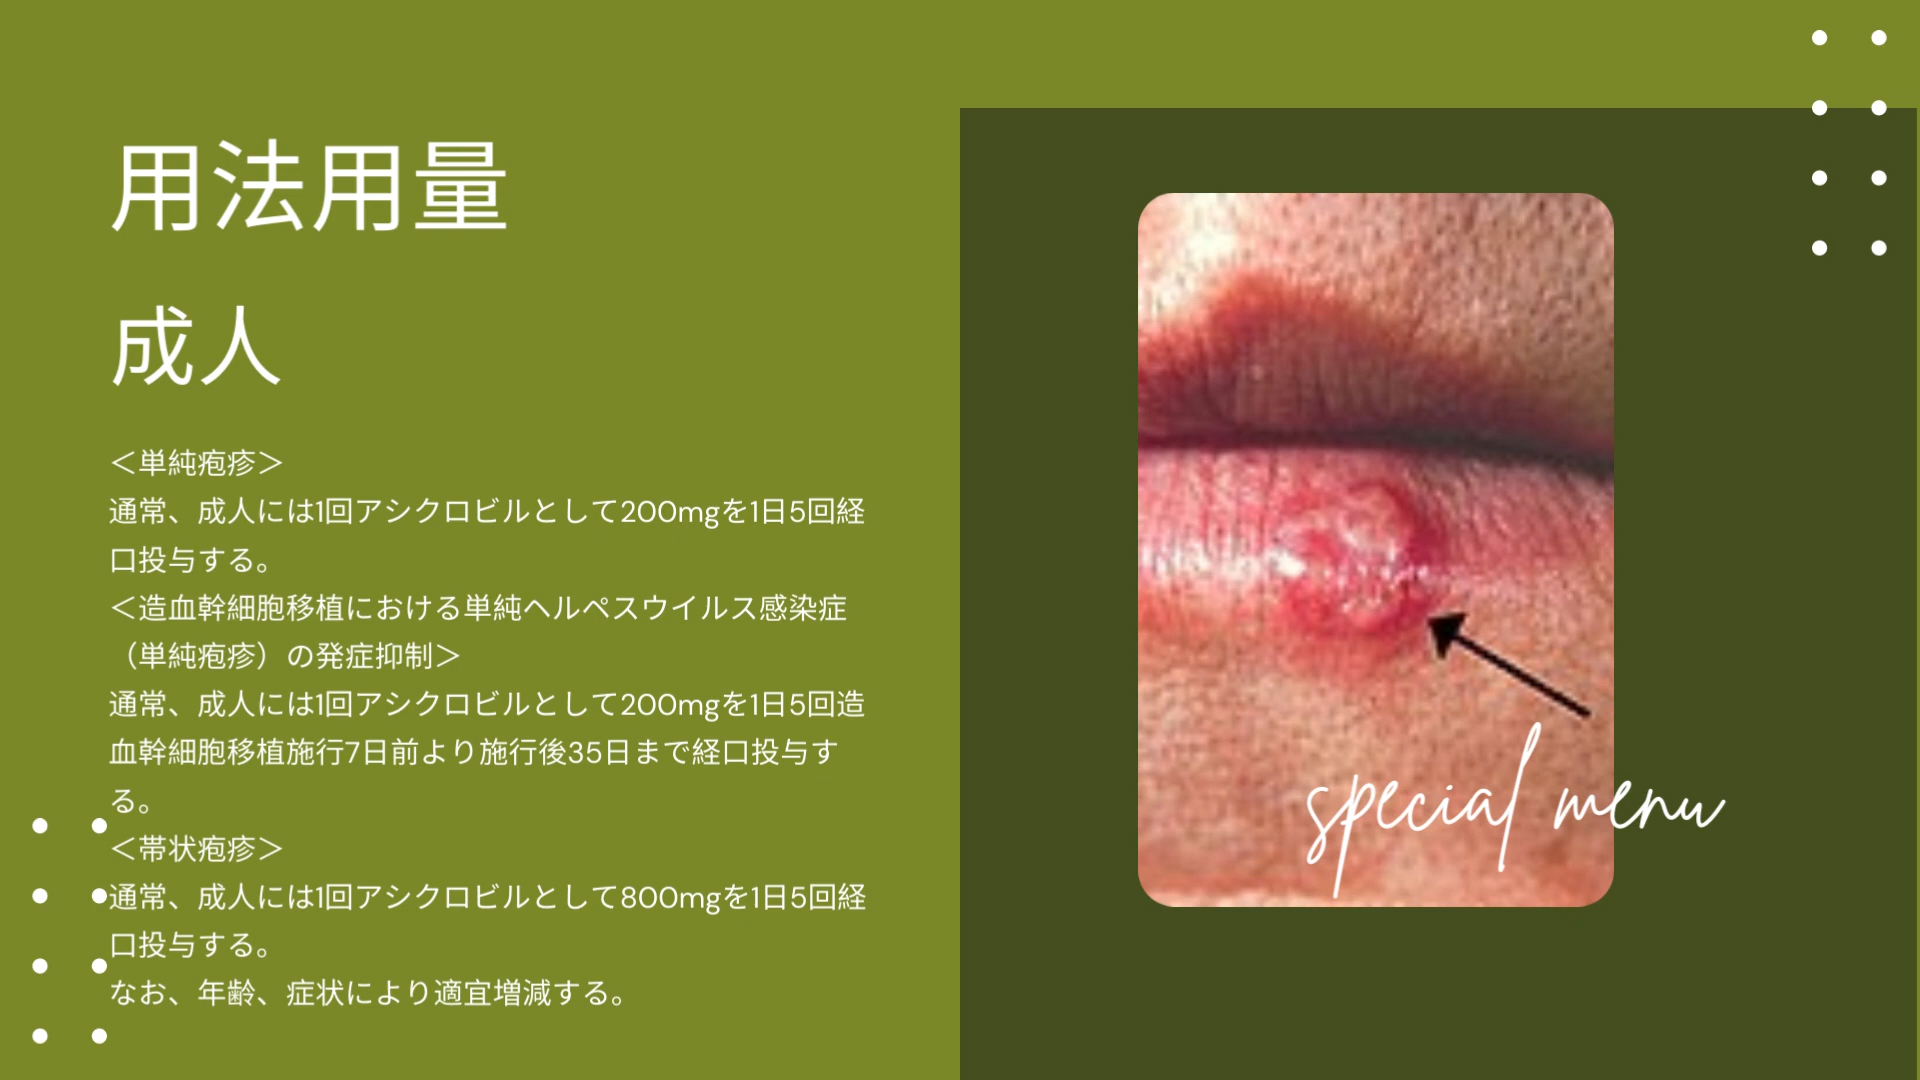 用法用量
成人
＜単純疱疹＞
通常、成人には1回アシクロビルとして200mgを1日5回経
口投与する。
＜造血幹細胞移植における単純ヘルペスウイルス感染症
（単純疱疹）の発症抑制＞
通常、成人には1回アシクロビルとして200mgを1日5回造
血幹細胞移植施行7日前より施行後35日まで経口投与す
る。
＜帯状疱疹＞
通常、成人には1回アシクロビルとして800mgを1日5回経
口投与する。
なお、年齢、症状により適宜増減する。
special menu